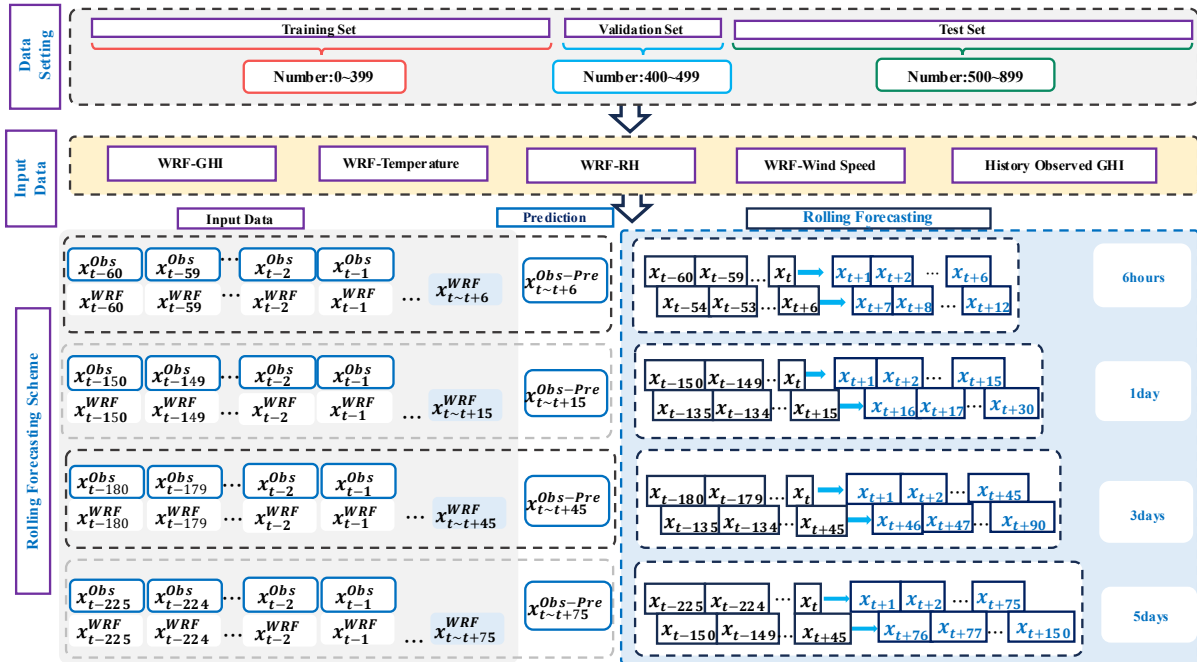 Data Setting
Training Set
Validation Set
Test Set
Number:0~399
Number:400~499
Number:500~899
Input Data
WRF-GHI
WRF-Temperature
WRF-RH
WRF-Wind Speed
History Observed GHI
Input Data
Prediction
Rolling Forecasting
Rolling Forecasting Scheme
x_{t-60}^{Obs} x_{t-59}^{Obs} ... x_{t-2}^{Obs} x_{t-1}^{Obs}
x_{t-60}^{WRF} x_{t-59}^{WRF} ... x_{t-2}^{WRF} x_{t-1}^{WRF} ... x_{t~t+6}^{WRF}
x_{t~t+6}^{Obs-Pre}
x_{t-60} x_{t-59} ... x_t x_{t+1} x_{t+2} ... x_{t+6}
x_{t-54} x_{t-53} ... x_{t+6} x_{t+7} x_{t+8} ... x_{t+12}
6hours
x_{t-150}^{Obs} x_{t-149}^{Obs} ... x_{t-2}^{Obs} x_{t-1}^{Obs}
x_{t-150}^{WRF} x_{t-149}^{WRF} ... x_{t-2}^{WRF} x_{t-1}^{WRF} ... x_{t~t+15}^{WRF}
x_{t~t+15}^{Obs-Pre}
x_{t-150} x_{t-149} ... x_t x_{t+1} x_{t+2} ... x_{t+15}
x_{t-135} x_{t-134} ... x_{t+15} x_{t+16} x_{t+17} ... x_{t+30}
1day
x_{t-180}^{Obs} x_{t-179}^{Obs} ... x_{t-2}^{Obs} x_{t-1}^{Obs}
x_{t-180}^{WRF} x_{t-179}^{WRF} ... x_{t-2}^{WRF} x_{t-1}^{WRF} ... x_{t~t+45}^{WRF}
x_{t~t+45}^{Obs-Pre}
x_{t-180} x_{t-179} ... x_t x_{t+1} x_{t+2} ... x_{t+45}
x_{t-135} x_{t-134} ... x_{t+45} x_{t+46} x_{t+47} ... x_{t+90}
3days
x_{t-225}^{Obs} x_{t-224}^{Obs} ... x_{t-2}^{Obs} x_{t-1}^{Obs}
x_{t-225}^{WRF} x_{t-224}^{WRF} ... x_{t-2}^{WRF} x_{t-1}^{WRF} ... x_{t~t+75}^{WRF}
x_{t~t+75}^{Obs-Pre}
x_{t-225} x_{t-224} ... x_t x_{t+1} x_{t+2} ... x_{t+75}
x_{t-150} x_{t-149} ... x_{t+45} x_{t+76} x_{t+77} ... x_{t+150}
5days